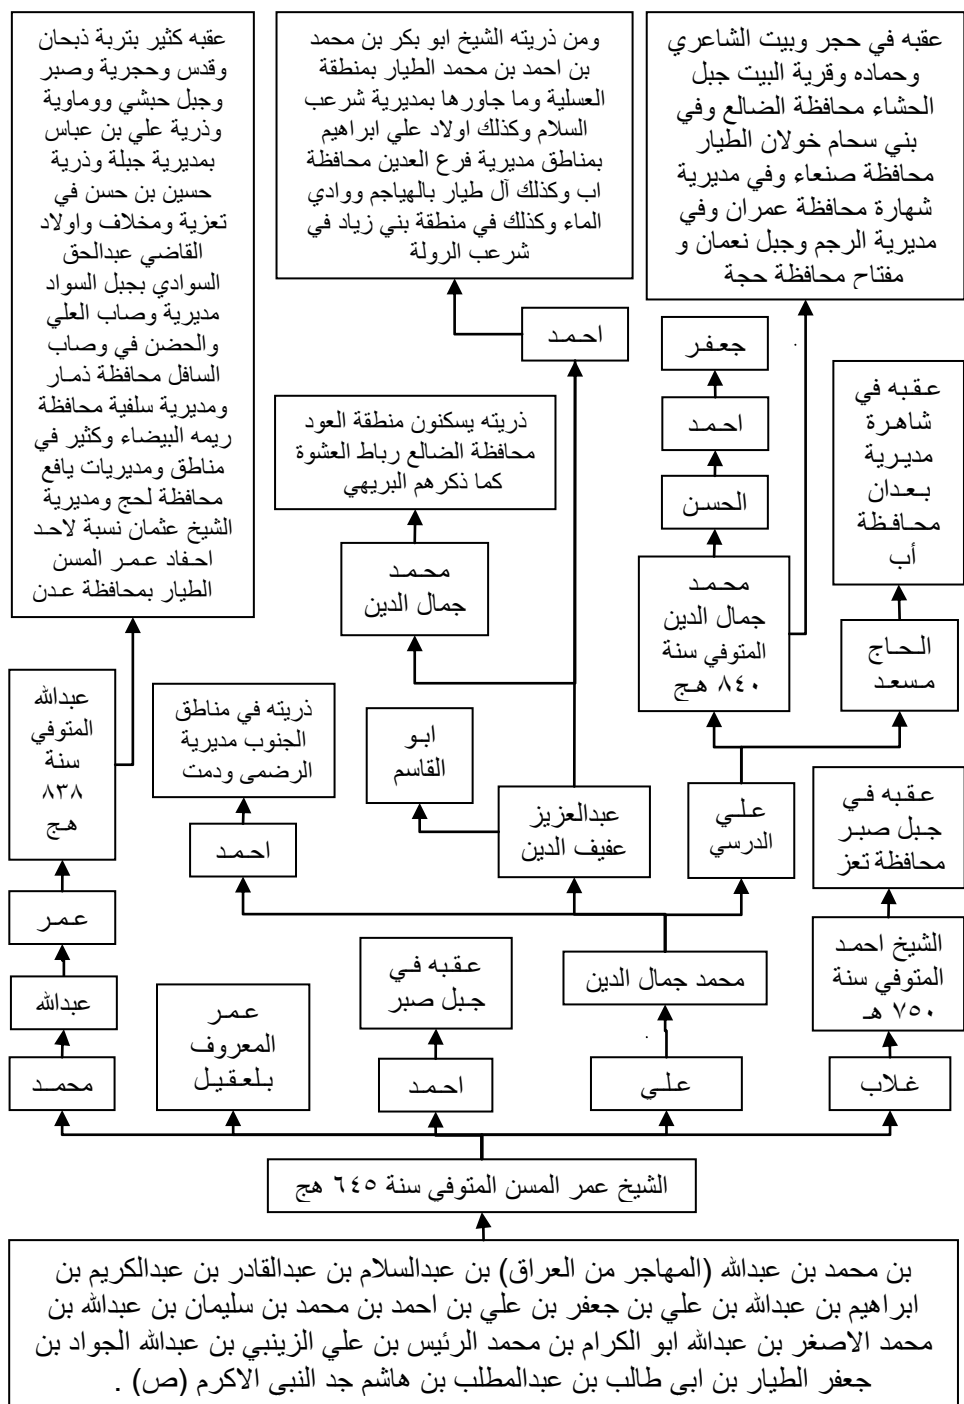 عقبه في حجر وبيت الشاعري
وحماده وقرية البيت جبل
الحشاء محافظة الضالع وفي
بني سحام خولان الطيار
محافظة صنعاء وفي مديرية
شهارة محافظة عمران وفي
مديرية الرجم وجبل نعمان و
مفتاح محافظة حجة
ومن ذريته الشيخ ابو بكر بن محمد
بن احمد بن محمد الطيار بمنطقة
العسلية وما جاورها بمديرية شرعب
السلام وكذلك اولاد علي ابراهيم
بمناطق مديرية فرع العدين محافظة
اب وكذلك آل طيار بالهياجم ووادي
الماء وكذلك في منطقة بني زياد في
شرعب الرولة
عقبه كثير بتربة ذبحان
وقدس وحجرية وصبر
وجبل حبشي ووماوية
وذرية علي بن عباس
بمديرية جبلة وذرية
حسين بن حسن في
تعزية ومخلاف واولاد
القاضي عبدالحق
السوادي بجبل السواد
مديرية وصاب العلي
والحضن في وصاب
السافل محافظة ذمار
ومديرية سلفية محافظة
ريمه البيضاء وكثير في
مناطق ومديريات يافع
محافظة لحج ومديرية
الشيخ عثمان نسبة لاحد
احفاد عمر المسن
الطيار بمحافظة عدن
جعفر
احمد
الحسن
احمد
عقبه في
شاهرة
مديرية
بعدان
محافظة
أب
ذريته يسكنون منطقة العود
محافظة الضالع رباط العشوة
كما ذكرهم البريهي
محمد
جمال الدين
المتوفي سنة
٨٤٠ هج
الحاج
مسعد
محمد
جمال الدين
عبدالله
المتوفي
سنة
٨٣٨
هج
ذريته في مناطق
الجنوب مديرية
الرضمى ودمت
ابو
القاسم
عقبه في
جبل صبر
محافظة تعز
علي
الدرسي
عبدالعزيز
عفيف الدين
احمد
عمر
الشيخ احمد
المتوفي سنة
٧٥٠ هـ
محمد جمال الدين
عقبه في
جبل صبر
عمر
المعروف
بلعقيل
عبدالله
غلاب
علي
احمد
محمد
الشيخ عمر المسن المتوفي سنة ٦٤٥ هج
بن محمد بن عبدالله (المهاجر من العراق) بن عبدالسلام بن عبدالقادر بن عبدالكريم بن
ابراهيم بن عبدالله بن علي بن جعفر بن علي بن احمد بن محمد بن سليمان بن عبدالله بن
محمد الاصغر بن عبدالله ابو الكرام بن محمد الرئيس بن علي الزينبي بن عبدالله الجواد بن
جعفر الطيار بن ابى طالب بن عبدالمطلب بن هاشم جد النبى الاكرم (ص) .